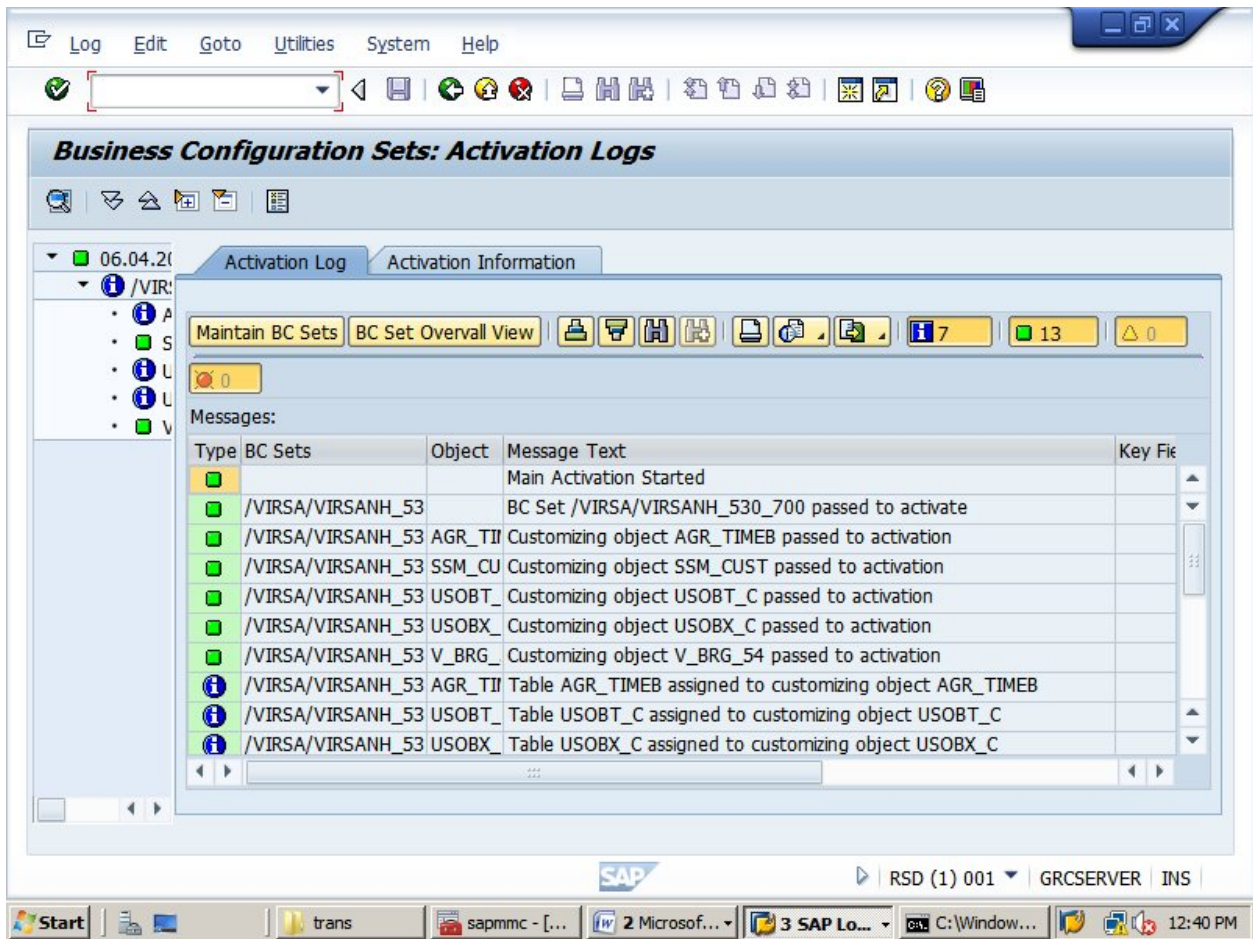 Log Edit Goto Utilities System Help
Business Configuration Sets: Activation Logs
06.04.20
/VIRS
A
S
U
U
V
Activation Log Activation Information
Maintain BC Sets BC Set Overvall View 7 13 0
0
Messages:
Type BC Sets Object Message Text Key Fie
Main Activation Started
/VIRSA/VIRSANH_53 BC Set /VIRSA/VIRSANH_530_700 passed to activate
/VIRSA/VIRSANH_53 AGR_TIM Customizing object AGR_TIMEB passed to activation
/VIRSA/VIRSANH_53 SSM_CU Customizing object SSM_CUST passed to activation
/VIRSA/VIRSANH_53 USOBT_ Customizing object USOBT_C passed to activation
/VIRSA/VIRSANH_53 USOBX_ Customizing object USOBX_C passed to activation
/VIRSA/VIRSANH_53 V_BRG_ Customizing object V_BRG_54 passed to activation
/VIRSA/VIRSANH_53 AGR_TIM Table AGR_TIMEB assigned to customizing object AGR_TIMEB
/VIRSA/VIRSANH_53 USOBT_ Table USOBT_C assigned to customizing object USOBT_C
/VIRSA/VIRSANH_53 USOBX_ Table USOBX_C assigned to customizing object USOBX_C
SAP RSD (1) 001 GRCSERVER INS
Start trans sapmmc - [... 2 Microsof... 3 SAP Lo... C:\Window... 12:40 PM